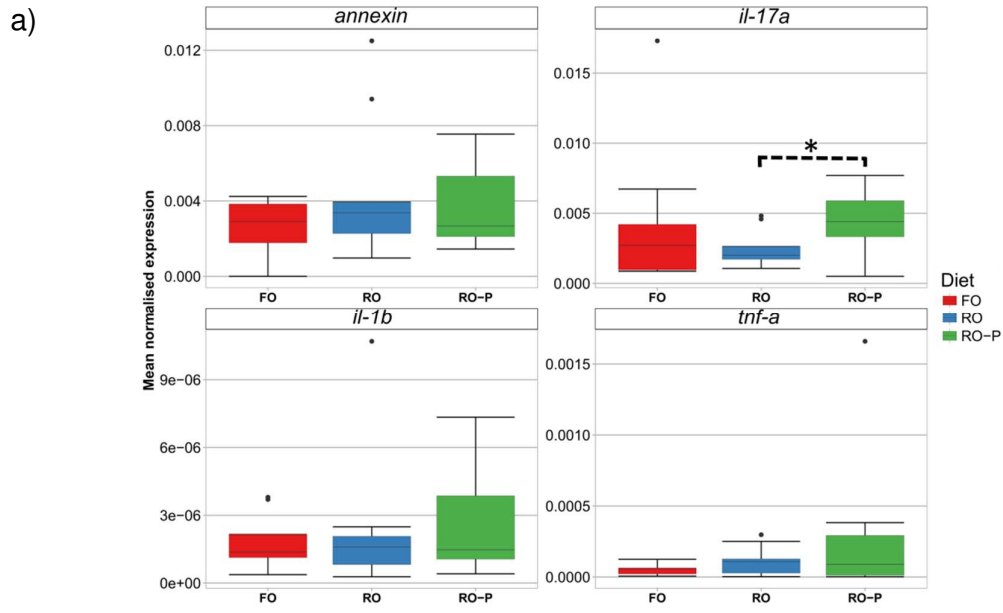 a)
annexin
il-17a
0.012
0.008
0.004
0.000
0.015
0.010
0.005
0.000
*
FO RO RO-P
FO RO RO-P
Mean normalised expression
il-1b
tnf-a
9e-06
6e-06
3e-06
0e+00
0.0015
0.0010
0.0005
0.0000
FO RO RO-P
FO RO RO-P
Diet
FO
RO
RO-P